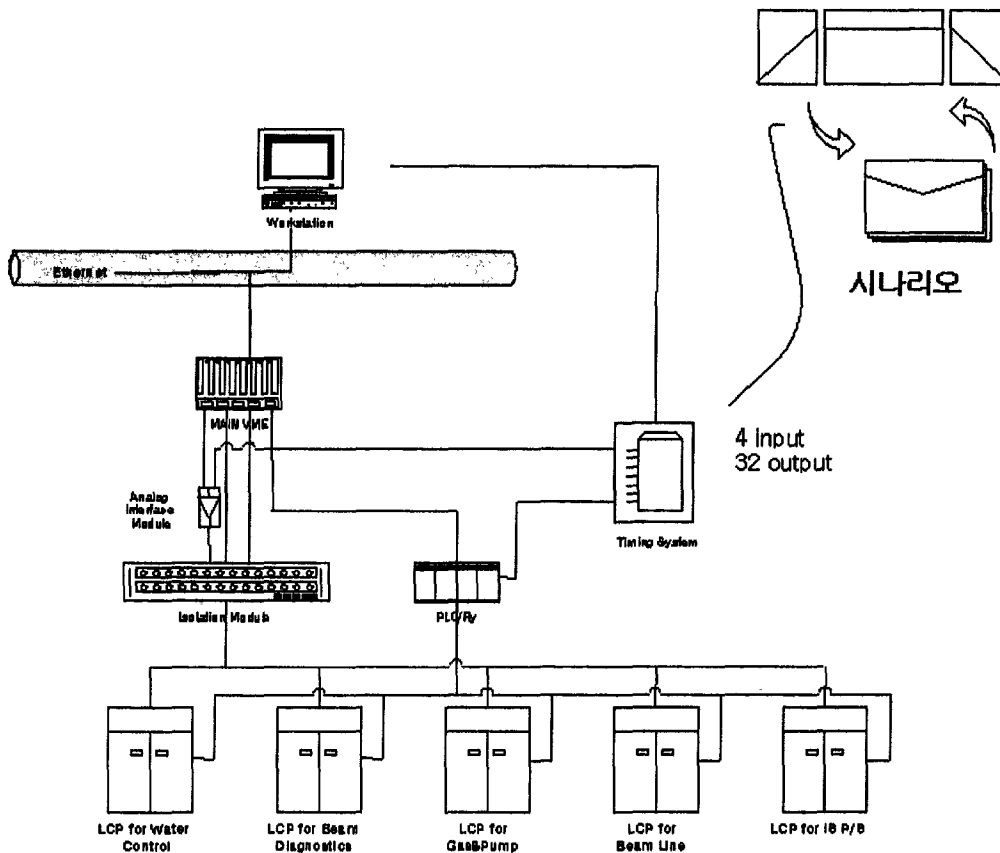 시나리오
Workstation
Ethernet
MAIN VME
4 input
32 output
Analog
Interface
Module
Timing System
Isolation Module
PLC/Ry
LCP for Water
Control
LCP for Beam
Diagnostics
LCP for
Gas&Pump
LCP for
Beam Line
LCP for IS P/S